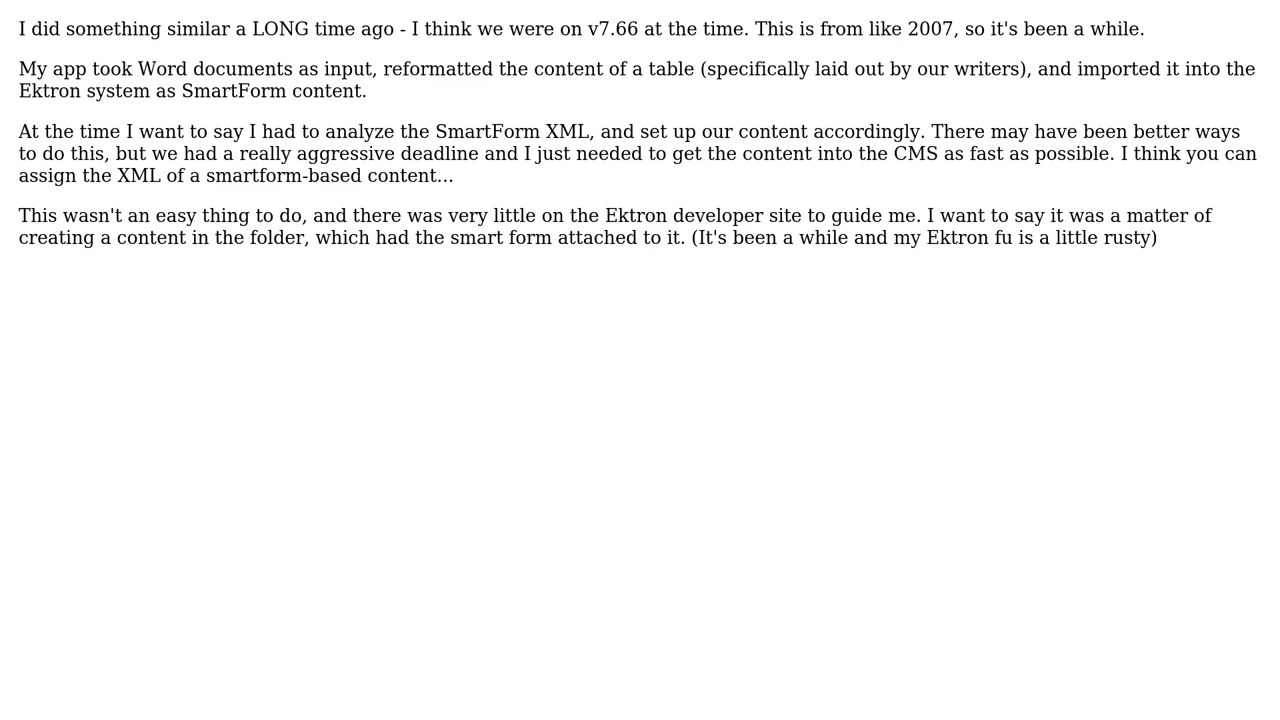 I did something similar a LONG time ago - I think we were on v7.66 at the time. This is from like 2007, so it's been a while.
My app took Word documents as input, reformatted the content of a table (specifically laid out by our writers), and imported it into the
Ektron system as SmartForm content.
At the time I want to say I had to analyze the SmartForm XML, and set up our content accordingly. There may have been better ways
to do this, but we had a really aggressive deadline and I just needed to get the content into the CMS as fast as possible. I think you can
assign the XML of a smartform-based content...
This wasn't an easy thing to do, and there was very little on the Ektron developer site to guide me. I want to say it was a matter of
creating a content in the folder, which had the smart form attached to it. (It's been a while and my Ektron fu is a little rusty)